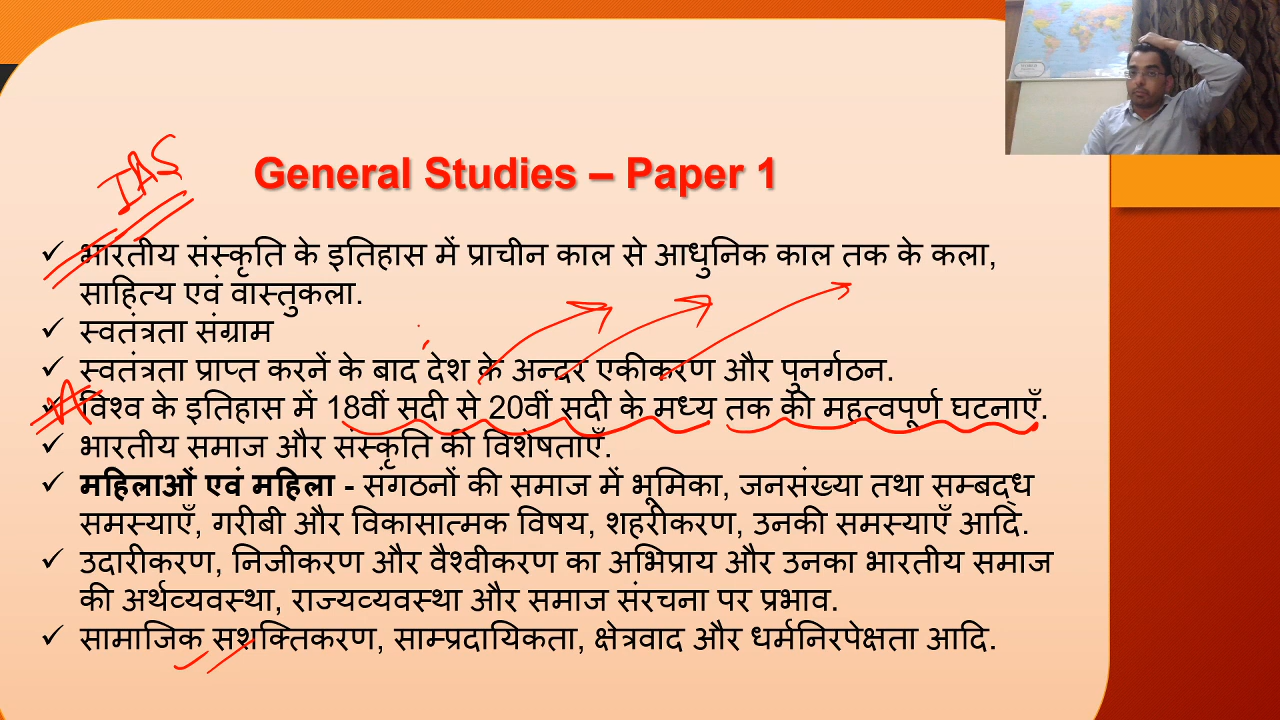 IAS
General Studies – Paper 1
भारतीय संस्कृति के इतिहास में प्राचीन काल से आधुनिक काल तक के कला,
साहित्य एवं वास्तुकला.
स्वतंत्रता संग्राम
स्वतंत्रता प्राप्त करनें के बाद देश के अन्दर एकीकरण और पुनर्गठन.
विश्व के इतिहास में 18वीं सदी से 20वीं सदी के मध्य तक की महत्वपूर्ण घटनाएँ.
भारतीय समाज और संस्कृति की विशेषताएँ.
महिलाओं एवं महिला - संगठनों की समाज में भूमिका, जनसंख्या तथा सम्बद्ध
समस्याएँ, गरीबी और विकासात्मक विषय, शहरीकरण, उनकी समस्याएँ आदि.
उदारीकरण, निजीकरण और वैश्वीकरण का अभिप्राय और उनका भारतीय समाज
की अर्थव्यवस्था, राज्यव्यवस्था और समाज संरचना पर प्रभाव.
सामाजिक सशक्तिकरण, साम्प्रदायिकता, क्षेत्रवाद और धर्मनिरपेक्षता आदि.